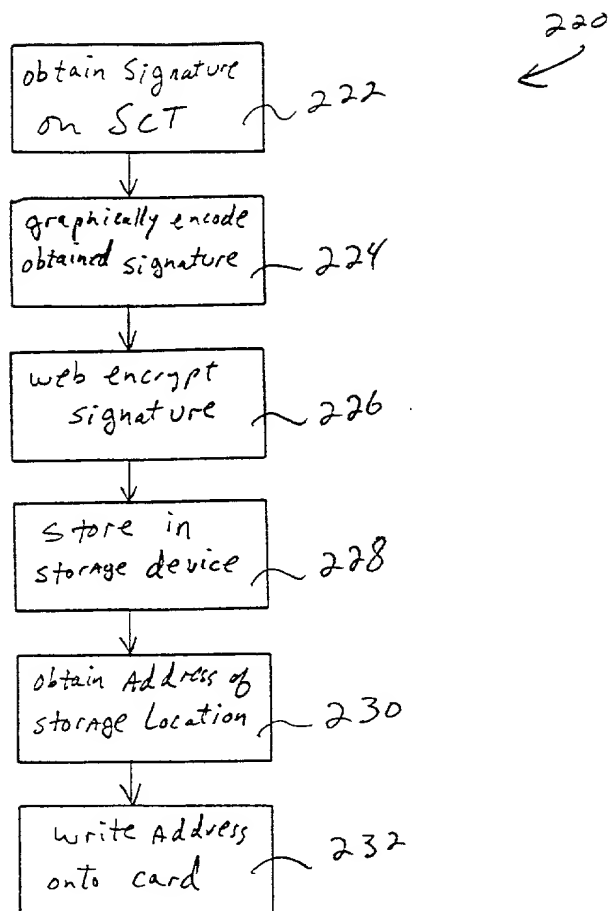 220
obtain Signature
on SCT
222
graphically encode
obtained signature
224
web encrypt
signature
226
store in
storage device
228
obtain Address of
storage Location
230
write Address
onto card
232